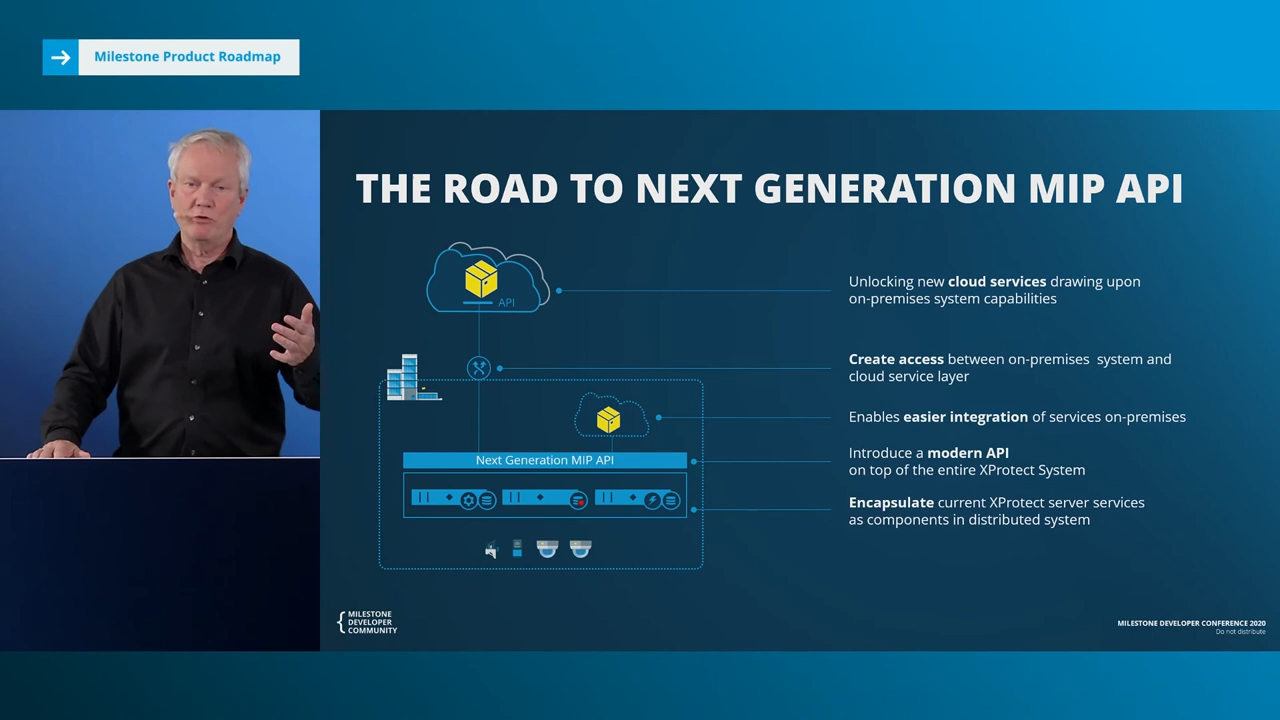 Milestone Product Roadmap
THE ROAD TO NEXT GENERATION MIP API
API
Unlocking new cloud services drawing upon
on-premises system capabilities
Create access between on-premises system and
cloud service layer
Enables easier integration of services on-premises
Next Generation MIP API
Introduce a modern API
on top of the entire XProtect System
Encapsulate current XProtect server services
as components in distributed system
MILESTONE
DEVELOPER
COMMUNITY
MILESTONE DEVELOPER CONFERENCE 2020
Do not distribute